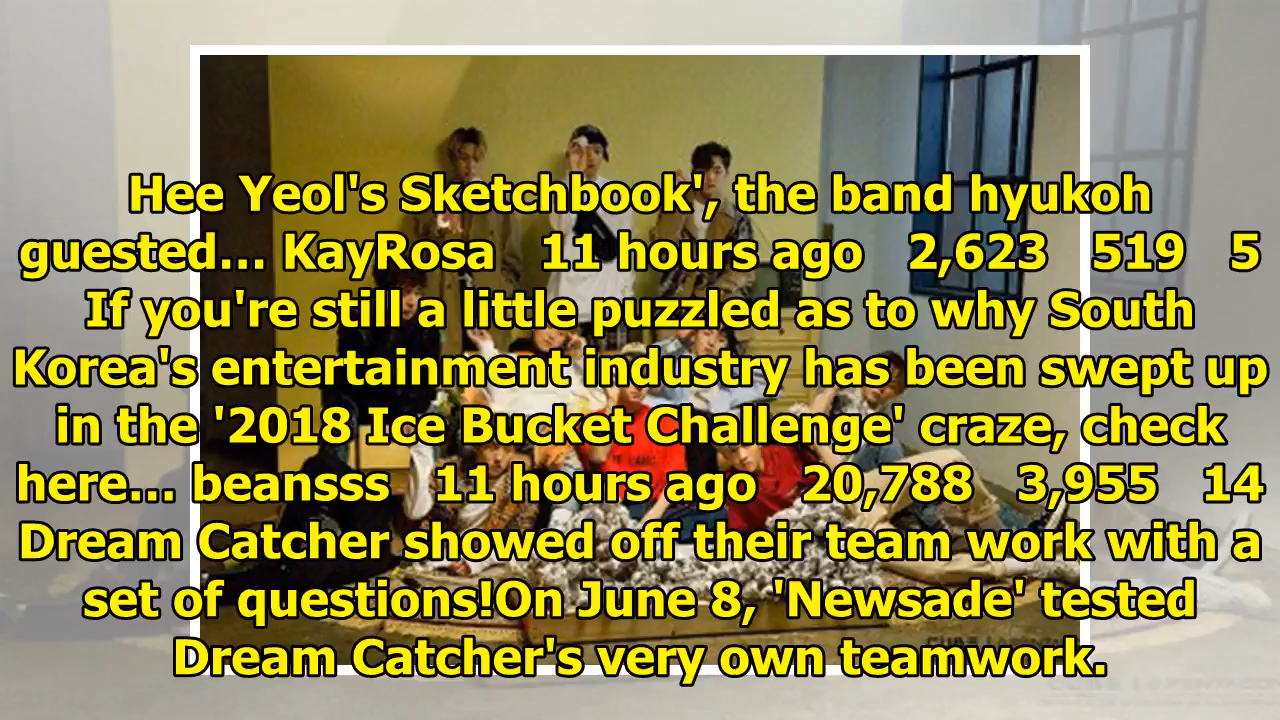 Hee Yeol's Sketchbook', the band hyukoh
guested... KayRosa 11 hours ago 2,623 519 5
If you're still a little puzzled as to why South
Korea's entertainment industry has been swept up
in the '2018 Ice Bucket Challenge' craze, check
here... beansss 11 hours ago 20,788 3,955 14
Dream Catcher showed off their team work with a
set of questions!On June 8, 'Newsade' tested
Dream Catcher's very own teamwork.